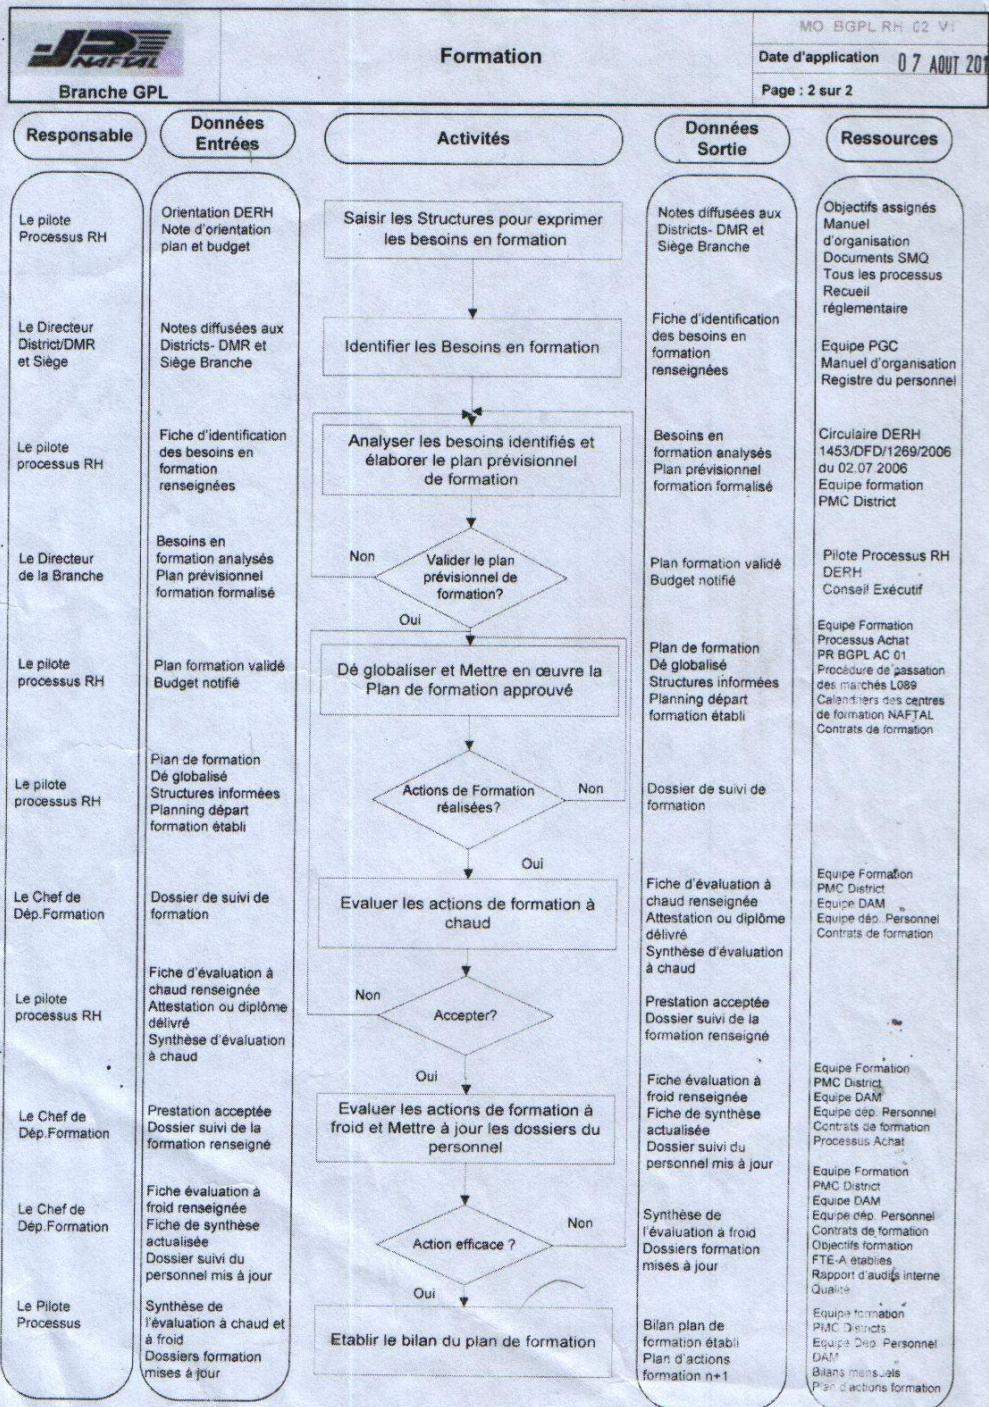 NAFTAL
Branche GPL
Formation
MO BGPL RH 02 V1
Date d'application 07 AOUT 201
Page : 2 sur 2
Responsable
Données
Entrées
Activités
Données
Sortie
Ressources
Le pilote
Processus RH
Orientation DERH
Note d'orientation
plan et budget
Saisir les Structures pour exprimer
les besoins en formation
Notes diffusées aux
Districts- DMR et
Siège Branche
Objectifs assignés
Manuel
d'organisation
Documents SMQ
Tous les processus
Recueil
réglementaire
Le Directeur
District/DMR
et Siège
Notes diffusées aux
Districts- DMR et
Siège Branche
Identifier les Besoins en formation
Fiche d'identification
des besoins en
formation
renseignées
Equipe PGC
Manuel d'organisation
Registre du personnel
Le pilote
processus RH
Fiche d'identification
des besoins en
formation
renseignées
Analyser les besoins identifiés et
élaborer le plan prévisionnel
de formation
Besoins en
formation analysés
Plan prévisionnel
formation formalisé
Circulaire DERH
1453/DFD/1269/2006
du 02.07 2006
Equipe formation
PMC District
Le Directeur
de la Branche
Besoins en
formation analysés
Plan prévisionnel
formation formalisé
Non
Valider le plan
prévisionnel de
formation?
Oui
Plan formation validé
Budget notifié
Pilote Processus RH
DERH
Conseil Exécutif
Le pilote
processus RH
Plan formation validé
Budget notifié
Dé globaliser et Mettre en œuvre la
Plan de formation approuvé
Plan de formation
Dé globalisé
Structures informées
Planning départ
formation établi
Equipe Formation
Processus Achat
PR BGPL AC 01
Procédure de passation
des marchés L089
Calendriers des centres
de formation NAFTAL
Contrats de formation
Le pilote
processus RH
Plan de formation
Dé globalisé
Structures informées
Planning départ
formation établi
Actions de Formation
réalisées?
Non
Oui
Dossier de suivi de
formation
Le Chef de
Dép.Formation
Dossier de suivi de
formation
Evaluer les actions de formation à
chaud
Fiche d'évaluation à
chaud renseignée
Attestation ou diplôme
délivré
Synthèse d'évaluation
à chaud
Equipe Formation
PMC District
Equipe DAM
Equipe dép. Personnel
Contrats de formation
Le pilote
processus RH
Fiche d'évaluation à
chaud renseignée
Attestation ou diplôme
délivré
Synthèse d'évaluation
à chaud
Non
Accepter?
Oui
Prestation acceptée
Dossier suivi de la
formation renseigné
Le Chef de
Dép.Formation
Prestation acceptée
Dossier suivi de la
formation renseigné
Evaluer les actions de formation à
froid et Mettre à jour les dossiers du
personnel
Fiche évaluation à
froid renseignée
Fiche de synthèse
actualisée
Dossier suivi du
personnel mis à jour
Equipe Formation
PMC District
Equipe DAM
Equipe dép. Personnel
Contrats de formation
Processus Achat
Le Chef de
Dép.Formation
Fiche évaluation à
froid renseignée
Fiche de synthèse
actualisée
Dossier suivi du
personnel mis à jour
Action efficace ?
Non
Oui
Synthèse de
l'évaluation à froid
Dossiers formation
mises à jour
Equipe Formation
PMC District
Equipe DAM
Equipe dép. Personnel
Contrats de formation
Objectifs formation
FTE-A établies
Rapport d'audits interne
Qualité
Le Pilote
Processus
Synthèse de
l'évaluation à chaud et
à froid
Dossiers formation
mises à jour
Etablir le bilan du plan de formation
Bilan plan de
formation établi
Plan d'actions
formation n+1
Equipe formation
PMC Districts
Equipe Dép. Personnel
DAM
Bilans mensuels
Plan d'actions formation